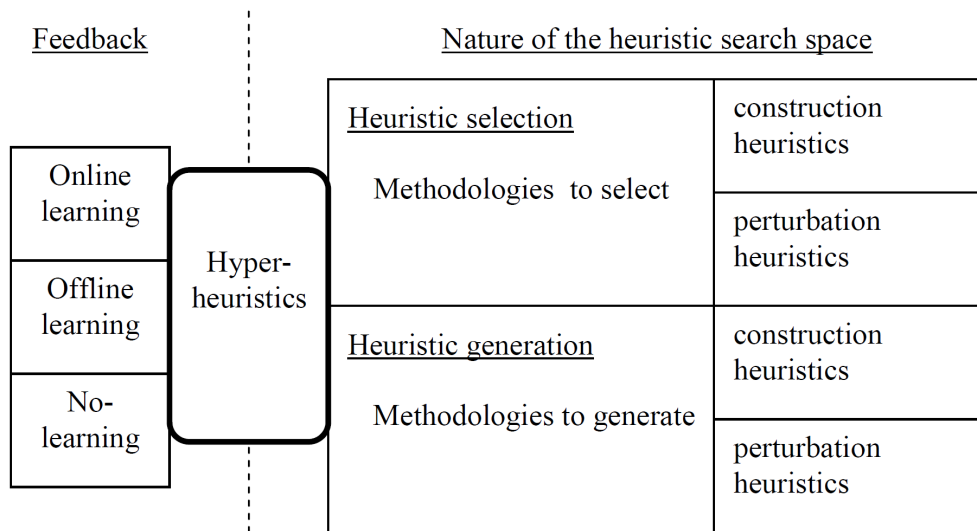 Feedback
Nature of the heuristic search space
Online
learning
Offline
learning
No-
learning
Hyper-
heuristics
Heuristic selection
Methodologies to select
construction
heuristics
perturbation
heuristics
Heuristic generation
Methodologies to generate
construction
heuristics
perturbation
heuristics